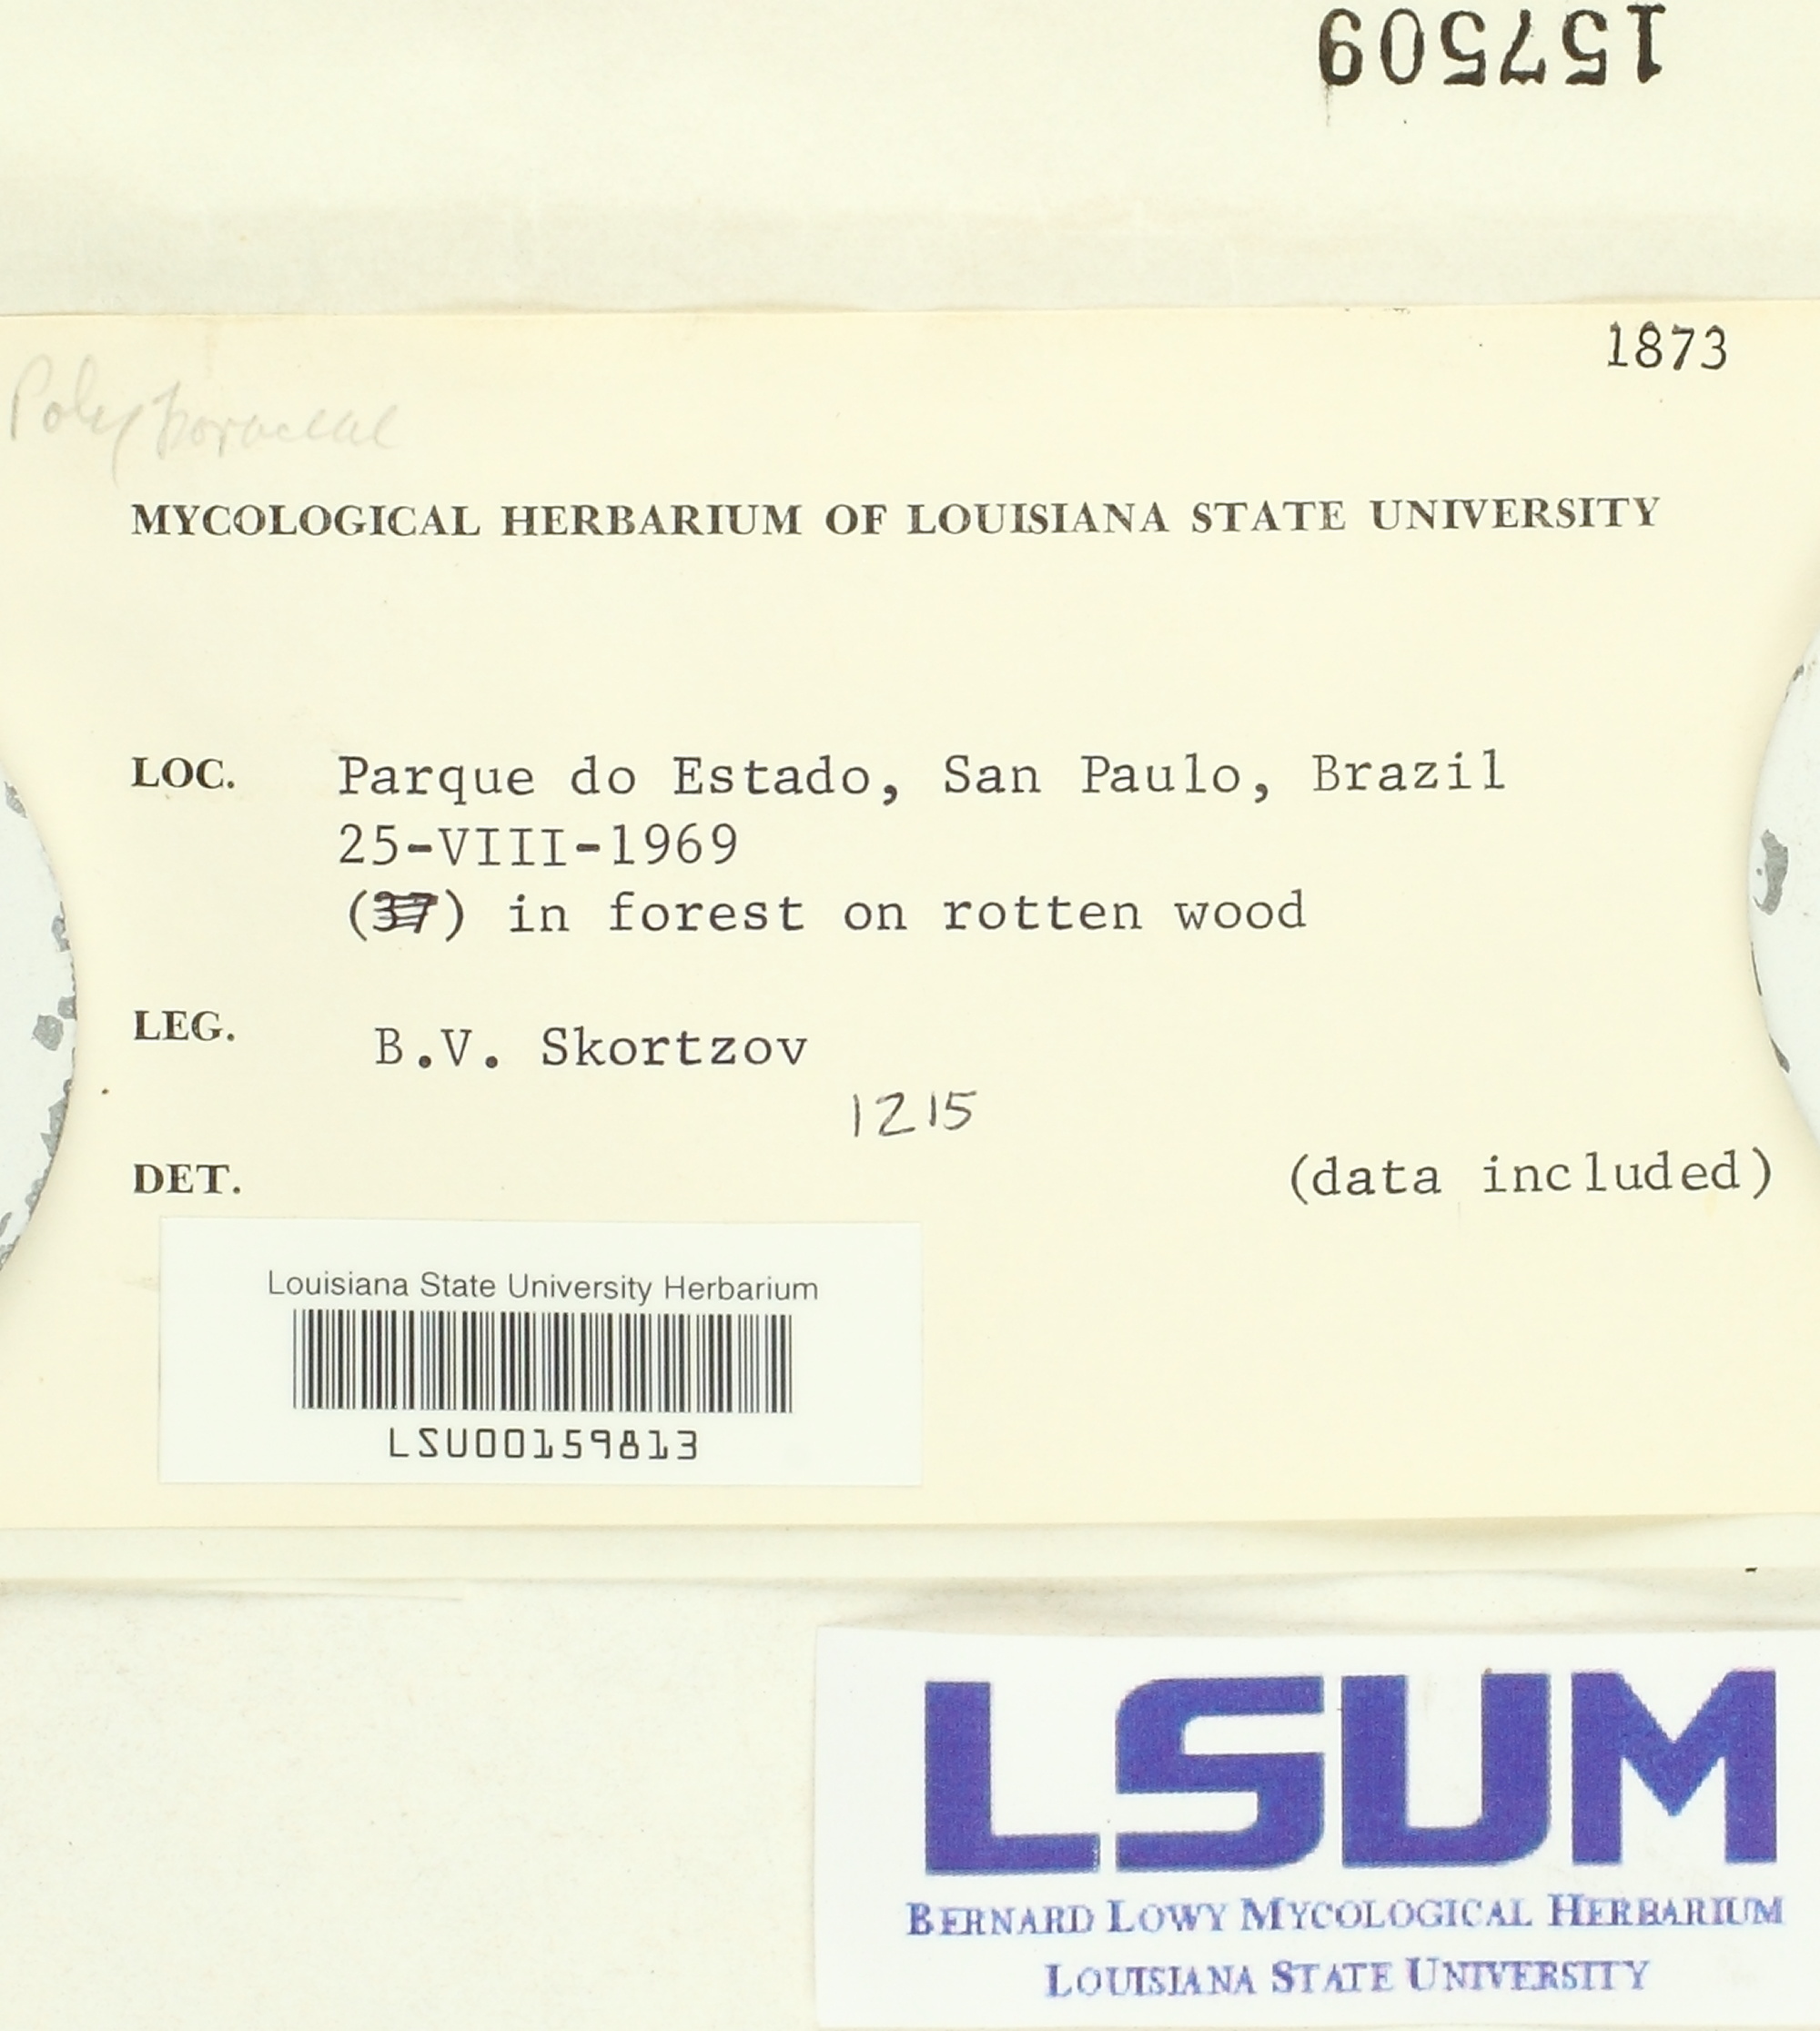 157509
1873
Polyporaceae
MYCOLOGICAL HERBARIUM OF LOUISIANA STATE UNIVERSITY
LOC. Parque do Estado, San Paulo, Brazil
25-VIII-1969
(37) in forest on rotten wood
LEG. B.V. Skortzov
1215
DET. (data included)
Louisiana State University Herbarium
LSU00159813
LSUM
BERNARD LOWY MYCOLOGICAL HERBARIUM
LOUISIANA STATE UNIVERSITY